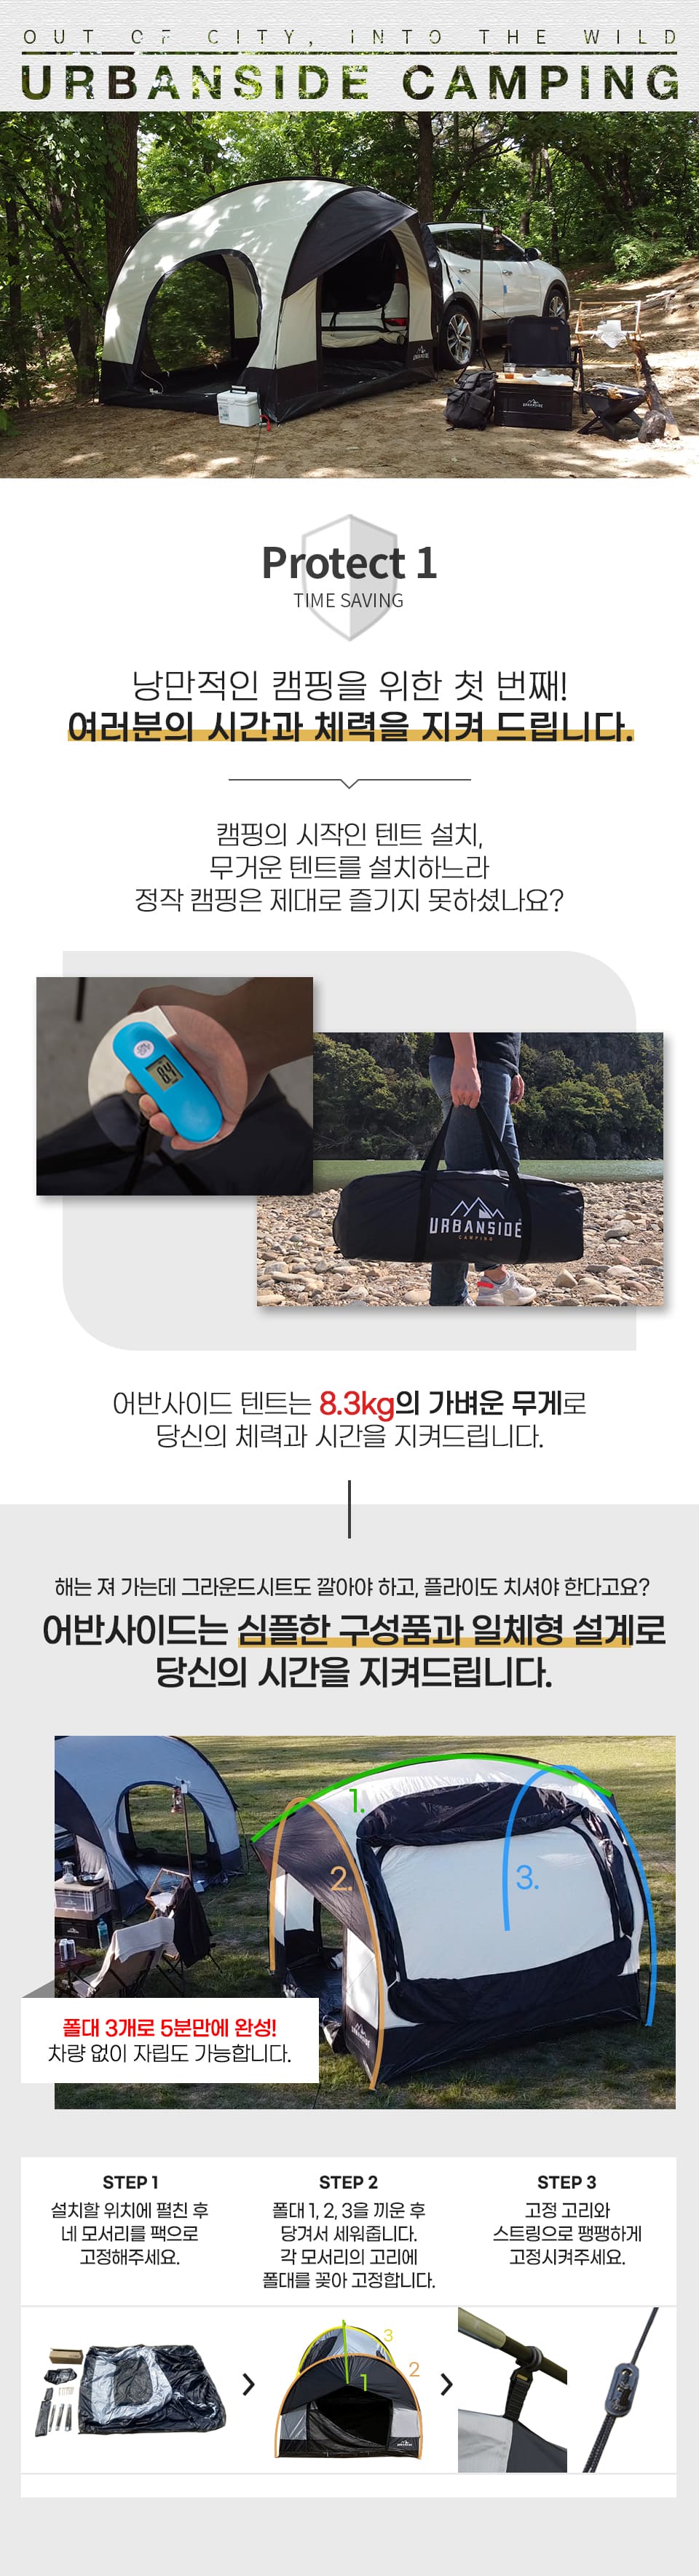 OUT OF CITY, INTO THE WILD
URBANSIDE CAMPING
URBANSIDE
URBANSIDE
Protect 1
TIME SAVING
낭만적인 캠핑을 위한 첫 번째!
여러분의 시간과 체력을 지켜 드립니다.
캠핑의 시작인 텐트 설치,
무거운 텐트를 설치하느라
정작 캠핑은 제대로 즐기지 못하셨나요?
8.4
URBANSIDE
CAMPING
어반사이드 텐트는 8.3kg의 가벼운 무게로
당신의 체력과 시간을 지켜드립니다.
해는 져 가는데 그라운드시트도 깔아야 하고, 플라이도 치셔야 한다고요?
어반사이드는 심플한 구성품과 일체형 설계로
당신의 시간을 지켜드립니다.
1.
2.
3.
폴대 3개로 5분만에 완성!
차량 없이 자립도 가능합니다.
STEP 1
설치할 위치에 펼친 후
네 모서리를 팩으로
고정해주세요.
STEP 2
폴대 1, 2, 3을 끼운 후
당겨서 세워줍니다.
각 모서리의 고리에
폴대를 꽂아 고정합니다.
STEP 3
고정 고리와
스트링으로 팽팽하게
고정시켜주세요.
3
2
1